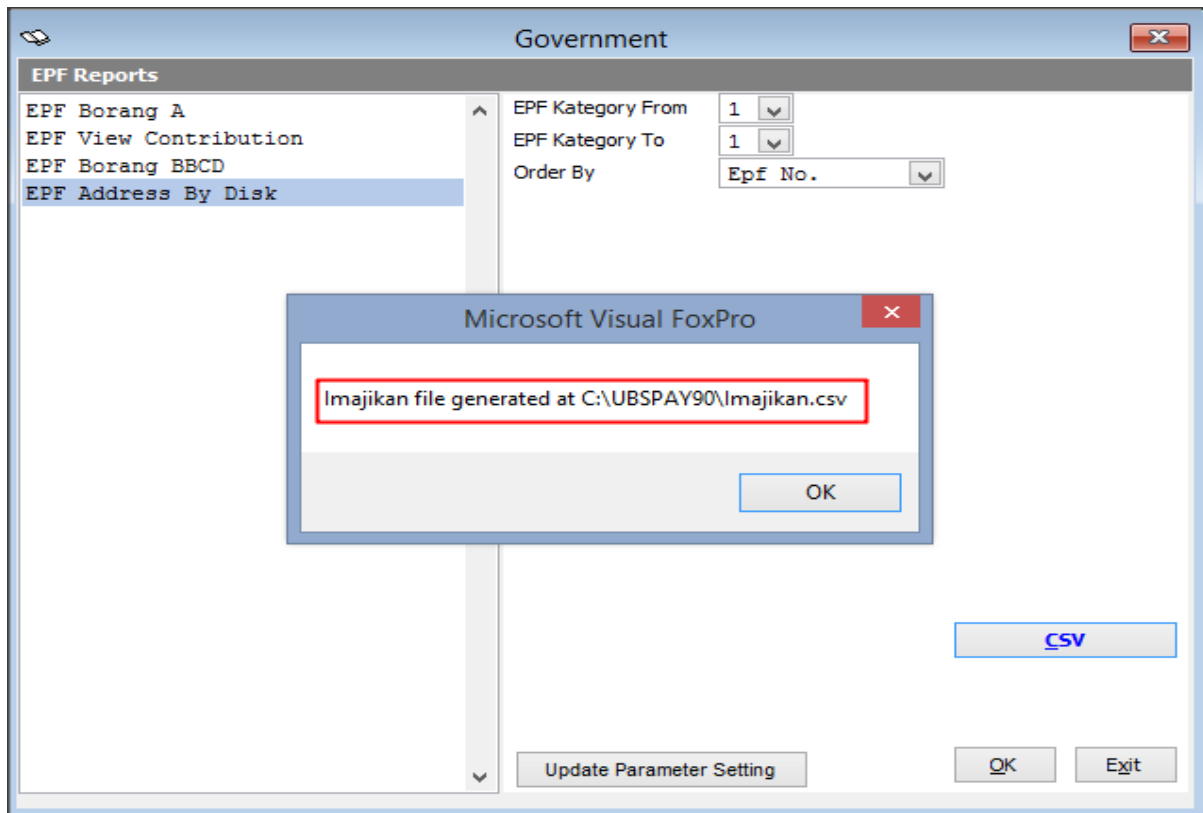 Government
EPF Reports
EPF Borang A
EPF View Contribution
EPF Borang BBCD
EPF Address By Disk
EPF Kategory From 1
EPF Kategory To 1
Order By Epf No.
Microsoft Visual FoxPro
Imajikan file generated at C:\UBSPAY90\Imajikan.csv
OK
CSV
Update Parameter Setting
OK
Exit